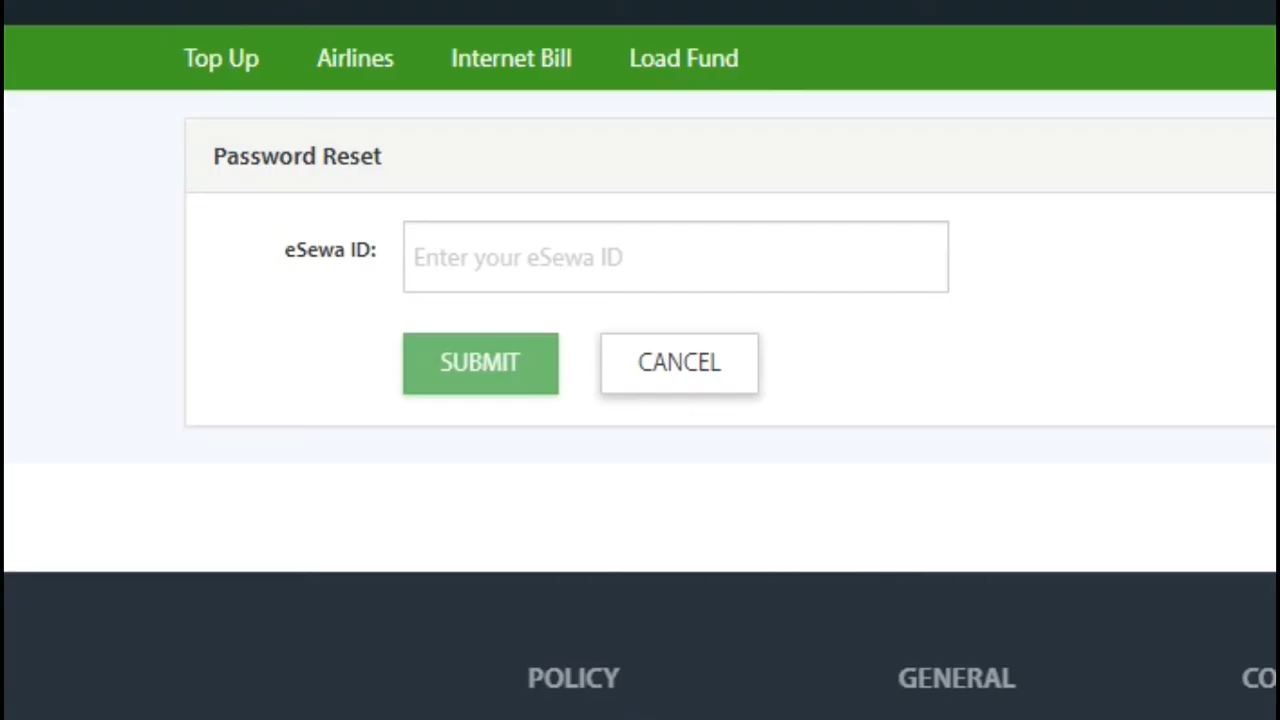 Top Up Airlines Internet Bill Load Fund
Password Reset
eSewa ID: Enter your eSewa ID
SUBMIT CANCEL
POLICY GENERAL CO